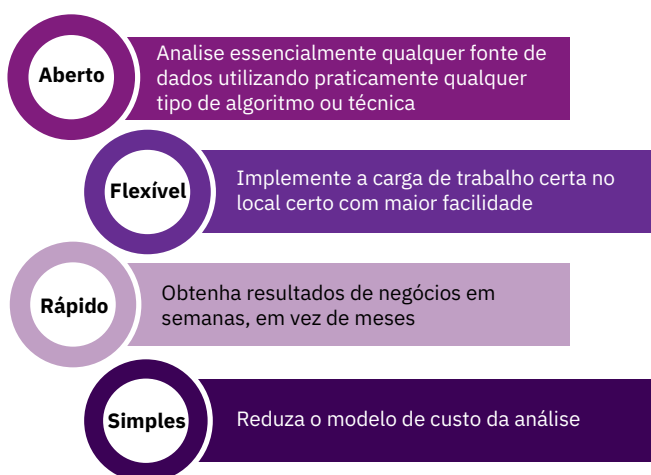 Aberto
Analise essencialmente qualquer fonte de
dados utilizando praticamente qualquer
tipo de algoritmo ou técnica
Flexível
Implemente a carga de trabalho certa no
local certo com maior facilidade
Rápido
Obtenha resultados de negócios em
semanas, em vez de meses
Simples
Reduza o modelo de custo da análise